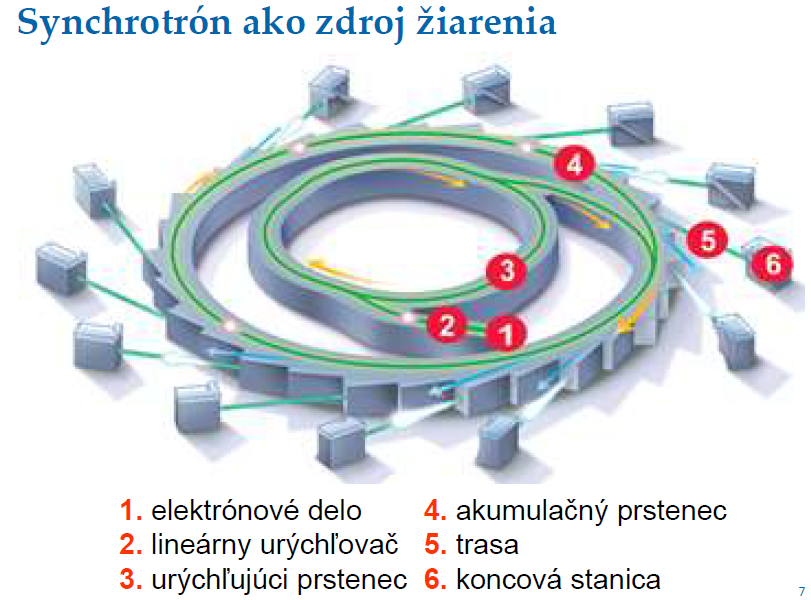 Synchrotrón ako zdroj žiarenia
4
5
6
3
2
1
1. elektrónové delo
2. lineárny urýchľovač
3. urýchľujúci prstenec
4. akumulačný prstenec
5. trasa
6. koncová stanica
7